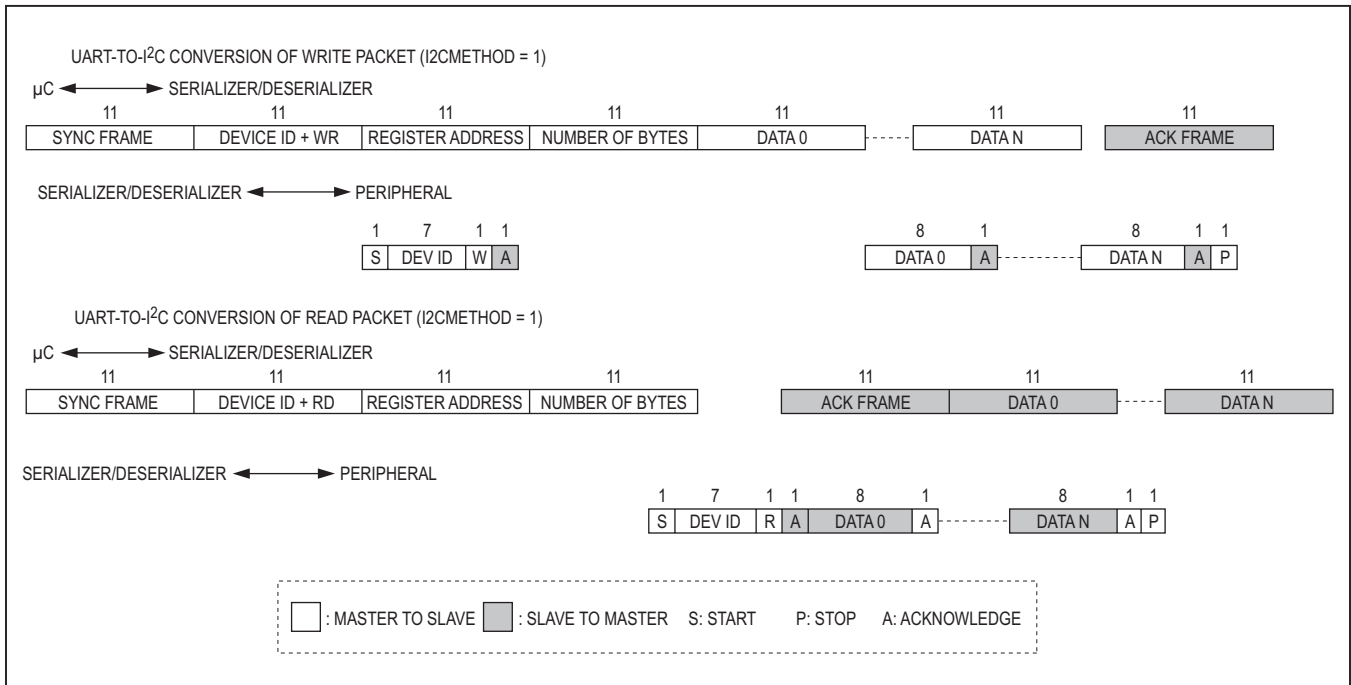 UART-TO-I²C CONVERSION OF WRITE PACKET (I2CMETHOD = 1)
µC SERIALIZER/DESERIALIZER
11 11 11 11 11 11 11
SYNC FRAME DEVICE ID + WR REGISTER ADDRESS NUMBER OF BYTES DATA 0 DATA N ACK FRAME
SERIALIZER/DESERIALIZER PERIPHERAL
1 7 1 1 8 1 8 1 1
S DEV ID W A DATA 0 A DATA N A P
UART-TO-I²C CONVERSION OF READ PACKET (I2CMETHOD = 1)
µC SERIALIZER/DESERIALIZER
11 11 11 11 11 11 11
SYNC FRAME DEVICE ID + RD REGISTER ADDRESS NUMBER OF BYTES ACK FRAME DATA 0 DATA N
SERIALIZER/DESERIALIZER PERIPHERAL
1 7 1 1 8 1 8 1 1
S DEV ID R A DATA 0 A DATA N A P
: MASTER TO SLAVE : SLAVE TO MASTER S: START P: STOP A: ACKNOWLEDGE